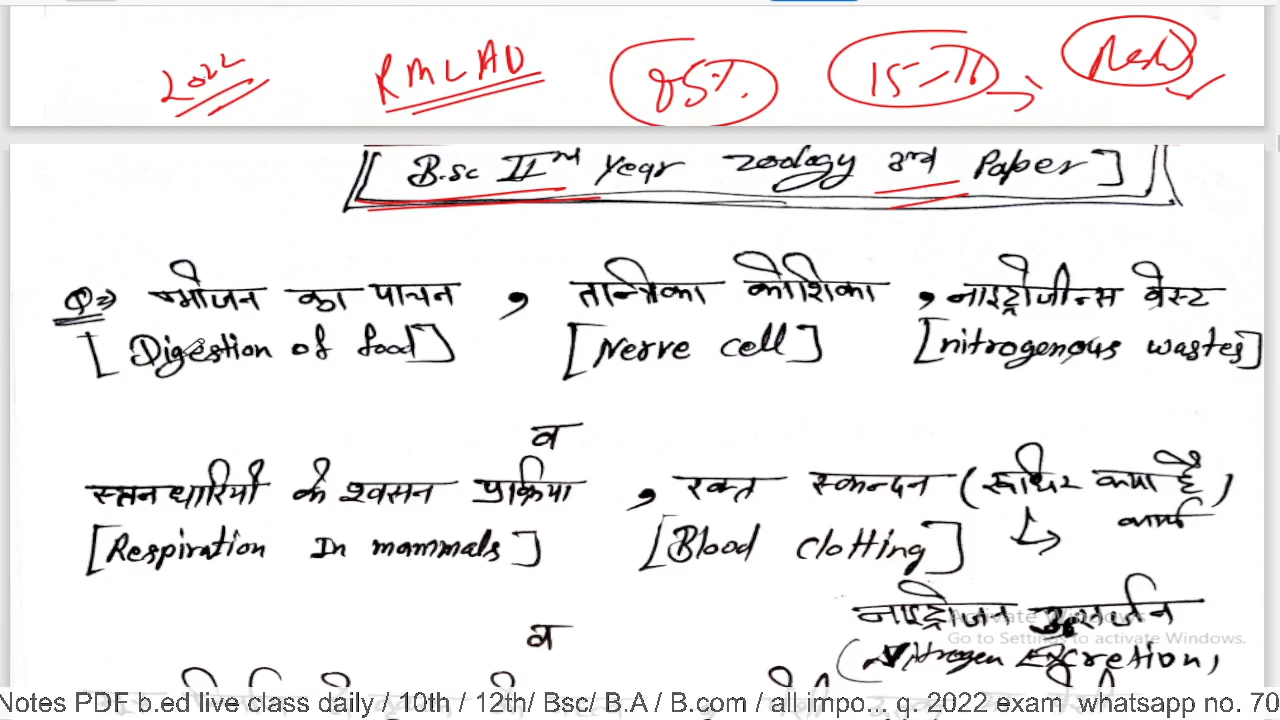 2022 RMLAU 85%. 15-16
[B.sc IInd Year zoology 3rd Paper]
Q⇒ भोजन का पाचन , तान्त्रिका कोशिका , नाइट्रोजीन्स वेस्ट
[Digestion of food] [Nerve cell] [nitrogenous wastes]
व
स्तनधारियों के श्वसन प्रक्रिया , रक्त स्कन्दन (रूधिर क्या है)
कार्य
[Respiration In mammals] [Blood clotting]
नाइट्रोजन उत्सर्जन
Activate Windows
Go to Settings to activate Windows.
व
(Nitrogen Excretion,
Notes PDF b.ed live class daily / 10th / 12th/ Bsc/ B.A / B.com / all impo... q. 2022 exam whatsapp no. 70